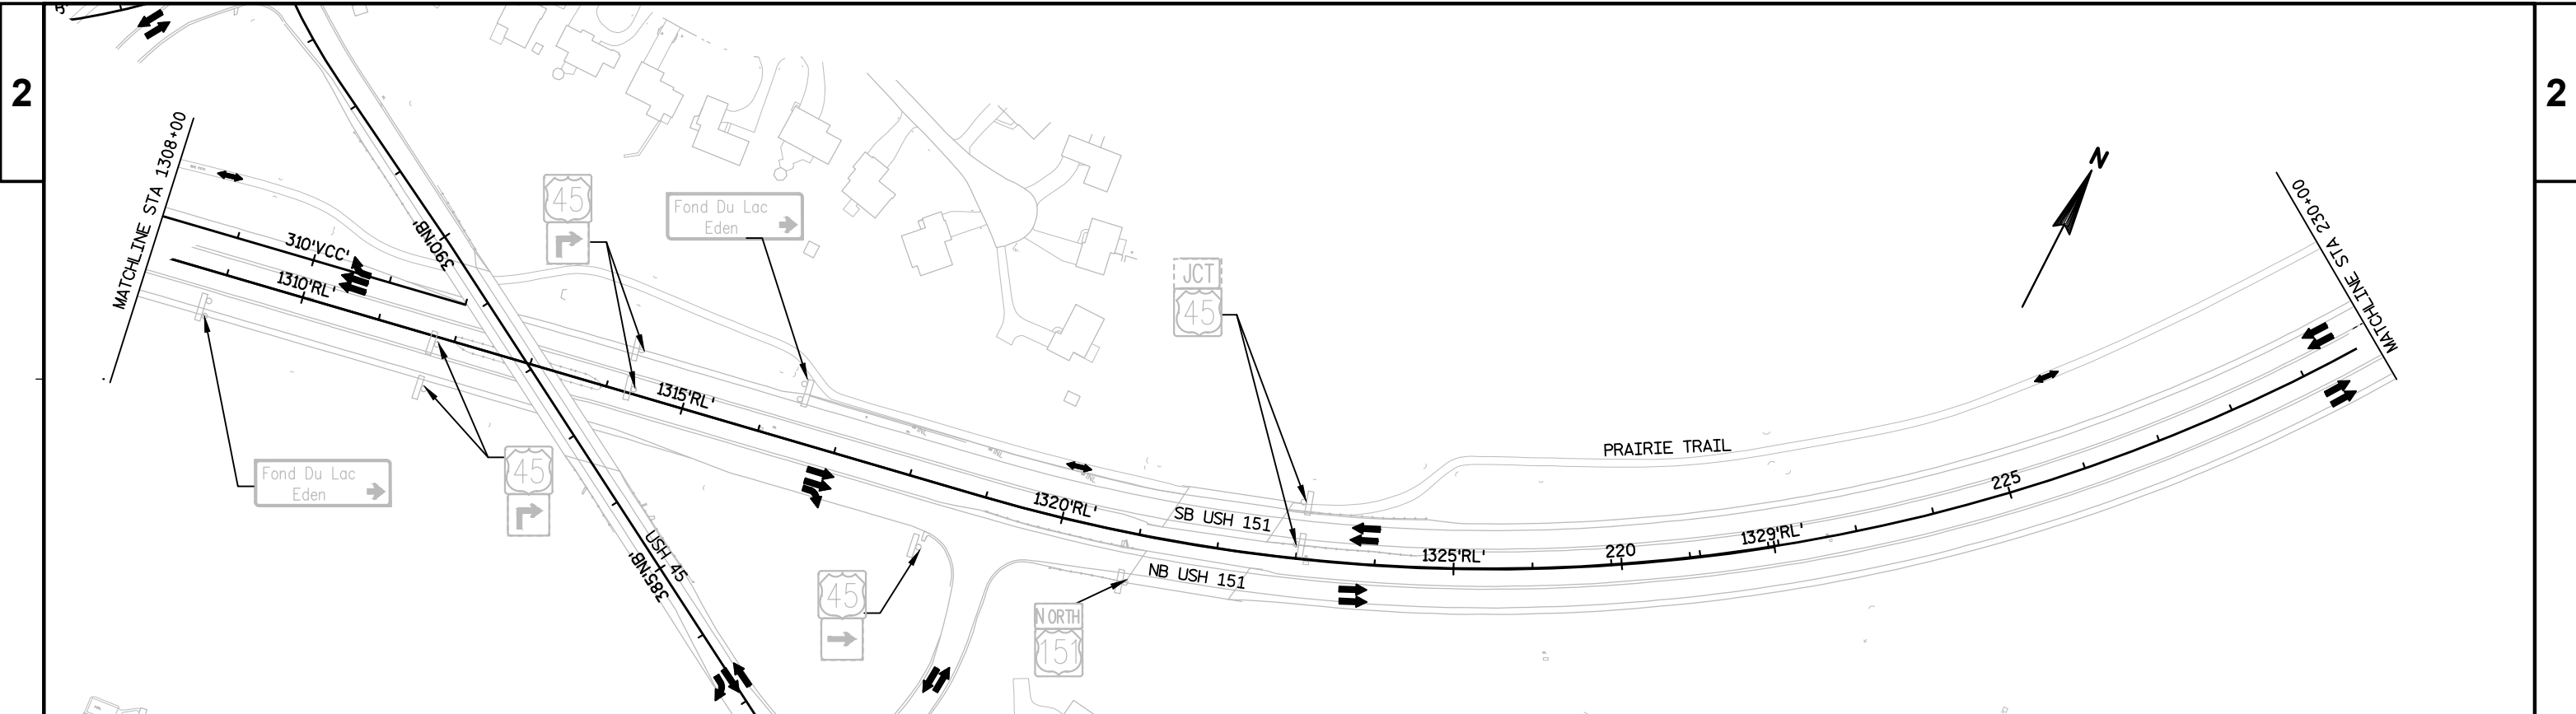 2
2
MATCHLINE STA 1308+00
310'VCC'
1310'RL'
390'NB'
45
Fond Du Lac
Eden
JCT
45
N
MATCHLINE STA 230+00
1315'RL'
Fond Du Lac
Eden
45
PRAIRIE TRAIL
1320'RL'
SB USH 151
225
1325'RL'
220
1329'RL'
USH 45
385'NB'
NB USH 151
45
NORTH
151